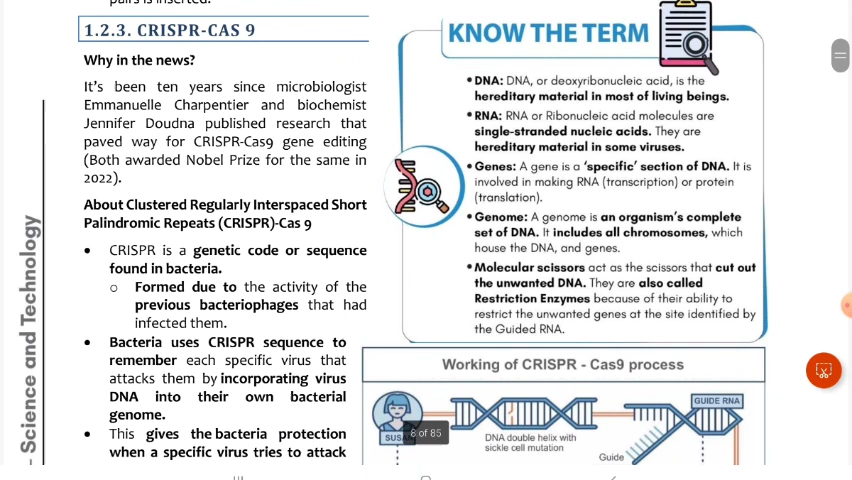 pairs is inserted.
1.2.3. CRISPR-CAS 9
Why in the news?
It's been ten years since microbiologist
Emmanuelle Charpentier and biochemist
Jennifer Doudna published research that
paved way for CRISPR-Cas9 gene editing
(Both awarded Nobel Prize for the same in
2022).
About Clustered Regularly Interspaced Short
Palindromic Repeats (CRISPR)-Cas 9
• CRISPR is a genetic code or sequence
found in bacteria.
o Formed due to the activity of the
previous bacteriophages that had
infected them.
• Bacteria uses CRISPR sequence to
remember each specific virus that
attacks them by incorporating virus
DNA into their own bacterial
genome.
• This gives the bacteria protection
when a specific virus tries to attack
KNOW THE TERM
• DNA: DNA, or deoxyribonucleic acid, is the
hereditary material in most of living beings.
• RNA: RNA or Ribonucleic acid molecules are
single-stranded nucleic acids. They are
hereditary material in some viruses.
• Genes: A gene is a 'specific' section of DNA. It is
involved in making RNA (transcription) or protein
(translation).
• Genome: A genome is an organism's complete
set of DNA. It includes all chromosomes, which
house the DNA, and genes.
• Molecular scissors act as the scissors that cut out
the unwanted DNA. They are also called
Restriction Enzymes because of their ability to
restrict the unwanted genes at the site identified by
the Guided RNA.
Working of CRISPR - Cas9 process
SUSAN
8 of 85
DNA double helix with
sickle cell mutation
GUIDE RNA
Guide
- Science and Technology